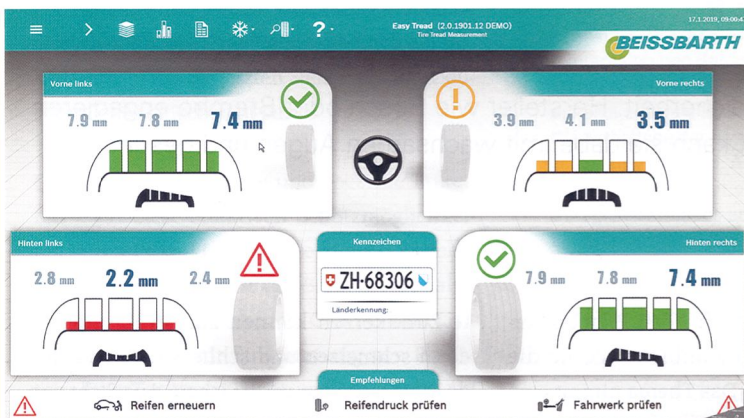 Easy Tread (2.0.1901.12 DEMO)
Tire Tread Measurement
17.1.2019, 09:00:4
BEISSBARTH
Vorne links
7.9 mm 7.8 mm 7.4 mm
Vorne rechts
3.9 mm 4.1 mm 3.5 mm
Hinten links
2.8 mm 2.2 mm 2.4 mm
Kennzeichen
ZH·68306
Länderkennung:
Hinten rechts
7.9 mm 7.8 mm 7.4 mm
Empfehlungen
Reifen erneuern Reifendruck prüfen Fahrwerk prüfen